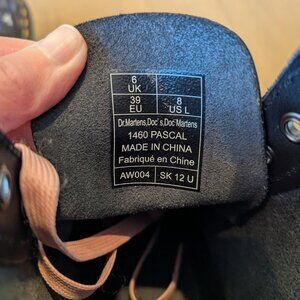 6
UK
39
EU
8
US L
Dr.Martens,Doc's,Doc Martens
1460 PASCAL
MADE IN CHINA
Fabriqué en Chine
AW004
SK 12 U